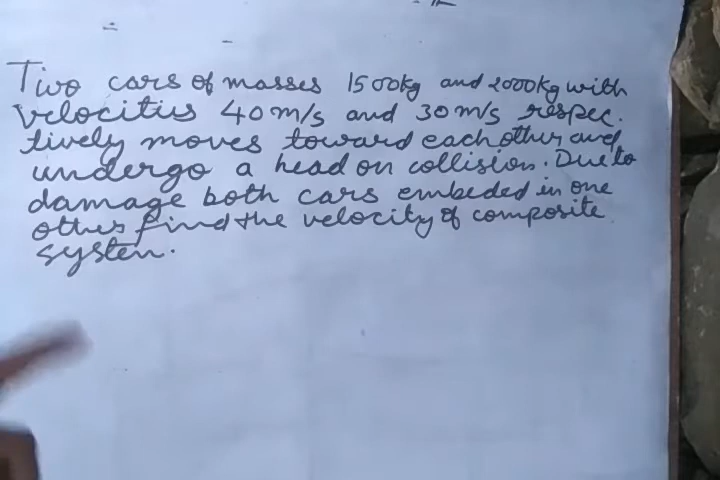 Two cars of masses 1500kg and 2000kg with
velocities 40m/s and 30m/s respec.
tively moves toward each other and
undergo a head on collision. Due to
damage both cars embeded in one
other find the velocity of composite
system.